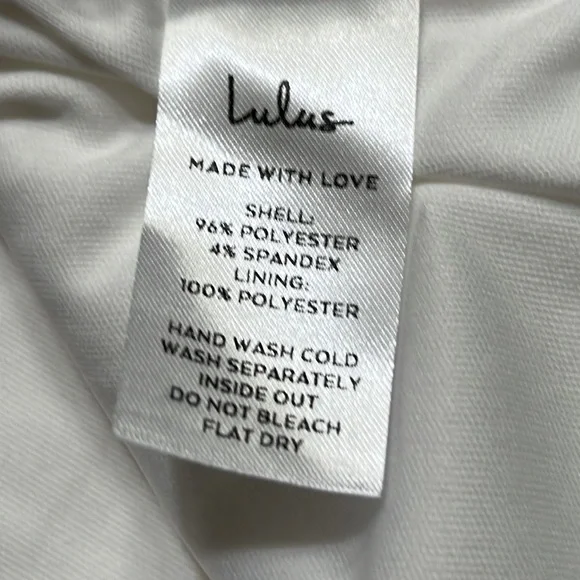 Lulus
MADE WITH LOVE
SHELL:
96% POLYESTER
4% SPANDEX
LINING:
100% POLYESTER
HAND WASH COLD
WASH SEPARATELY
INSIDE OUT
DO NOT BLEACH
FLAT DRY